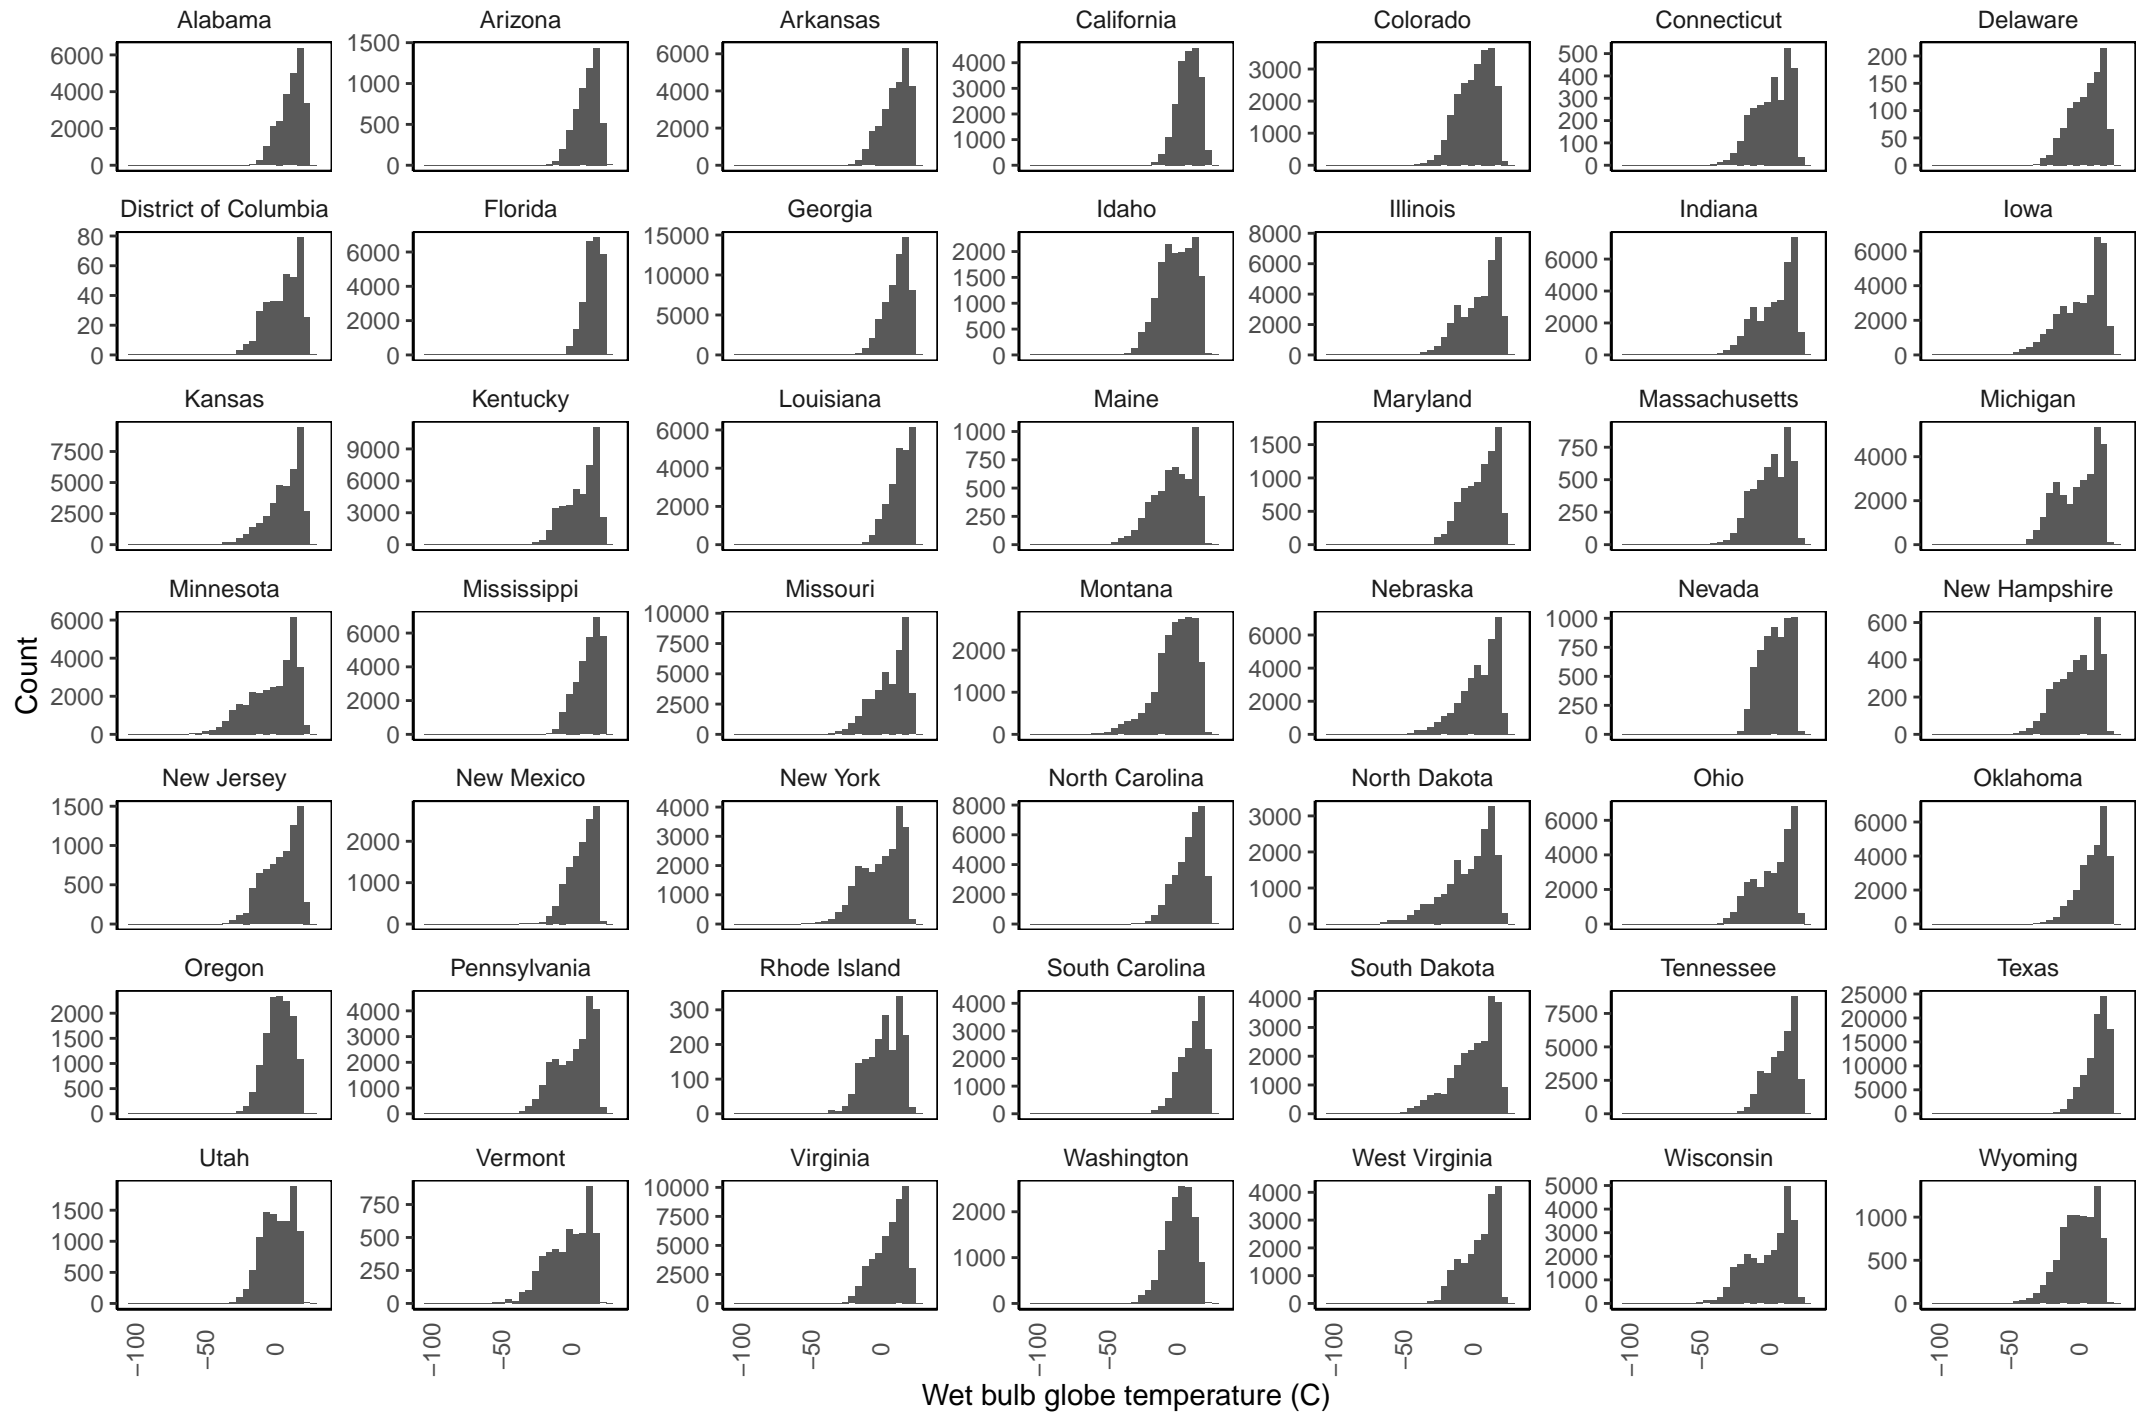 Alabama Arizona Arkansas California Colorado Connecticut Delaware
6000 4000 2000 0
1500 1000 500 0
6000 4000 2000 0
4000 3000 2000 1000 0
3000 2000 1000 0
500 400 300 200 100 0
200 150 100 50 0
District of Columbia Florida Georgia Idaho Illinois Indiana Iowa
80 60 40 20 0
6000 4000 2000 0
15000 10000 5000 0
2000 1500 1000 500 0
8000 6000 4000 2000 0
6000 4000 2000 0
6000 4000 2000 0
Kansas Kentucky Louisiana Maine Maryland Massachusetts Michigan
7500 5000 2500 0
9000 6000 3000 0
6000 4000 2000 0
1000 750 500 250 0
1500 1000 500 0
750 500 250 0
4000 2000 0
Minnesota Mississippi Missouri Montana Nebraska Nevada New Hampshire
6000 4000 2000 0
6000 4000 2000 0
10000 7500 5000 2500 0
2000 1000 0
6000 4000 2000 0
1000 750 500 250 0
600 400 200 0
Count
New Jersey New Mexico New York North Carolina North Dakota Ohio Oklahoma
1500 1000 500 0
2000 1000 0
4000 3000 2000 1000 0
8000 6000 4000 2000 0
3000 2000 1000 0
6000 4000 2000 0
6000 4000 2000 0
Oregon Pennsylvania Rhode Island South Carolina South Dakota Tennessee Texas
2000 1500 1000 500 0
4000 3000 2000 1000 0
300 200 100 0
4000 3000 2000 1000 0
4000 3000 2000 1000 0
7500 5000 2500 0
25000 20000 15000 10000 5000 0
Utah Vermont Virginia Washington West Virginia Wisconsin Wyoming
1500 1000 500 0
750 500 250 0
10000 7500 5000 2500 0
2000 1000 0
4000 3000 2000 1000 0
5000 4000 3000 2000 1000 0
1000 500 0
−100 −50 0 −100 −50 0 −100 −50 0 −100 −50 0 −100 −50 0 −100 −50 0 −100 −50 0
Wet bulb globe temperature (C)